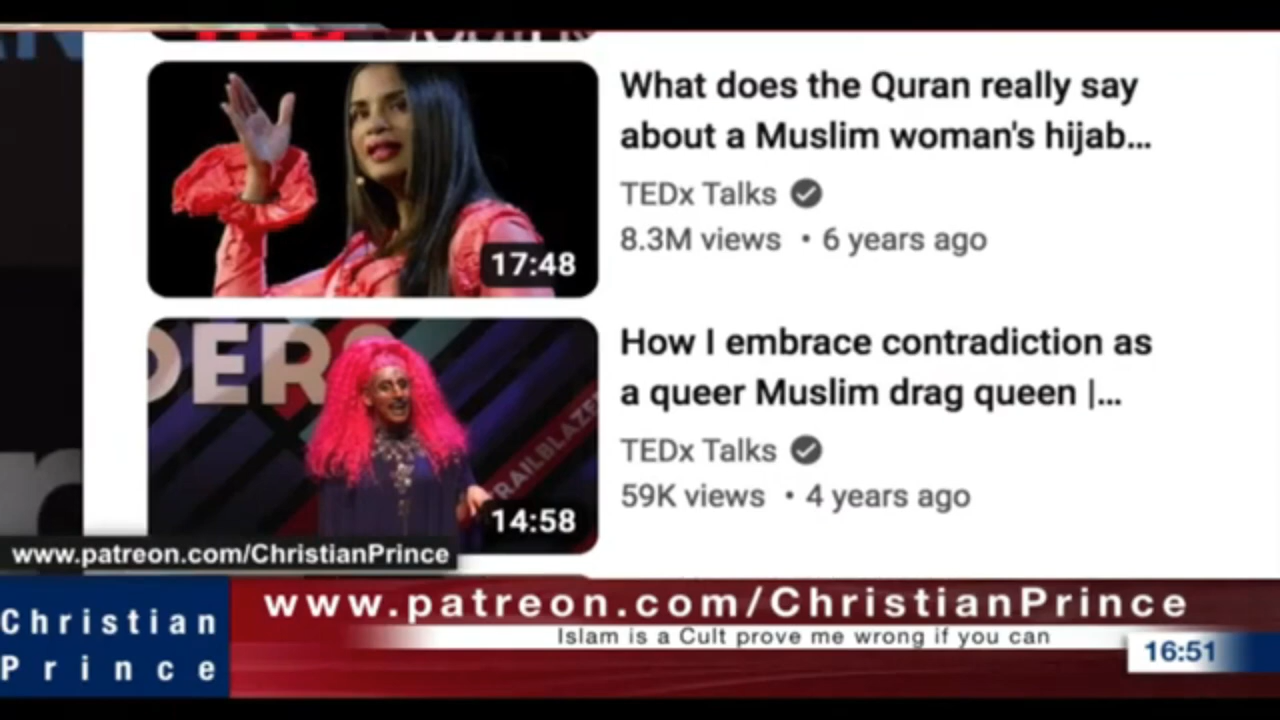 What does the Quran really say
about a Muslim woman's hijab...
TEDx Talks
8.3M views • 6 years ago
17:48
How I embrace contradiction as
a queer Muslim drag queen |...
TEDx Talks
59K views • 4 years ago
DERS
TRAILBLAZE
14:58
www.patreon.com/ChristianPrince
Christian
Prince
www.patreon.com/ChristianPrince
Islam is a Cult prove me wrong if you can
16:51